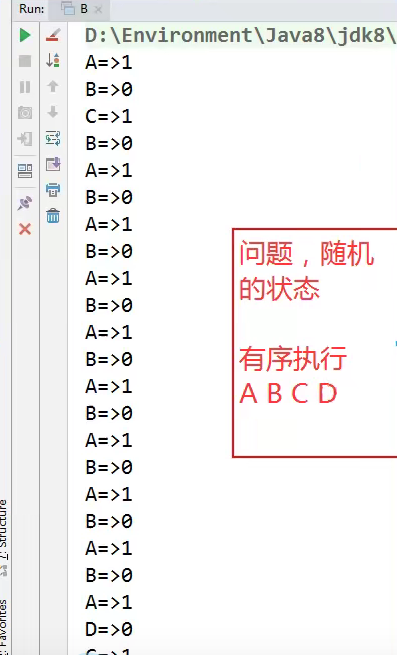 Run: B
D:\Environment\Java8\jdk8\
A=>1
B=>0
C=>1
B=>0
A=>1
B=>0
A=>1
B=>0
A=>1
B=>0
A=>1
B=>0
A=>1
B=>0
A=>1
B=>0
A=>1
B=>0
A=>1
B=>0
A=>1
D=>0
C=>1
问题，随机
的状态
有序执行
A B C D
7: Structure
Favorites